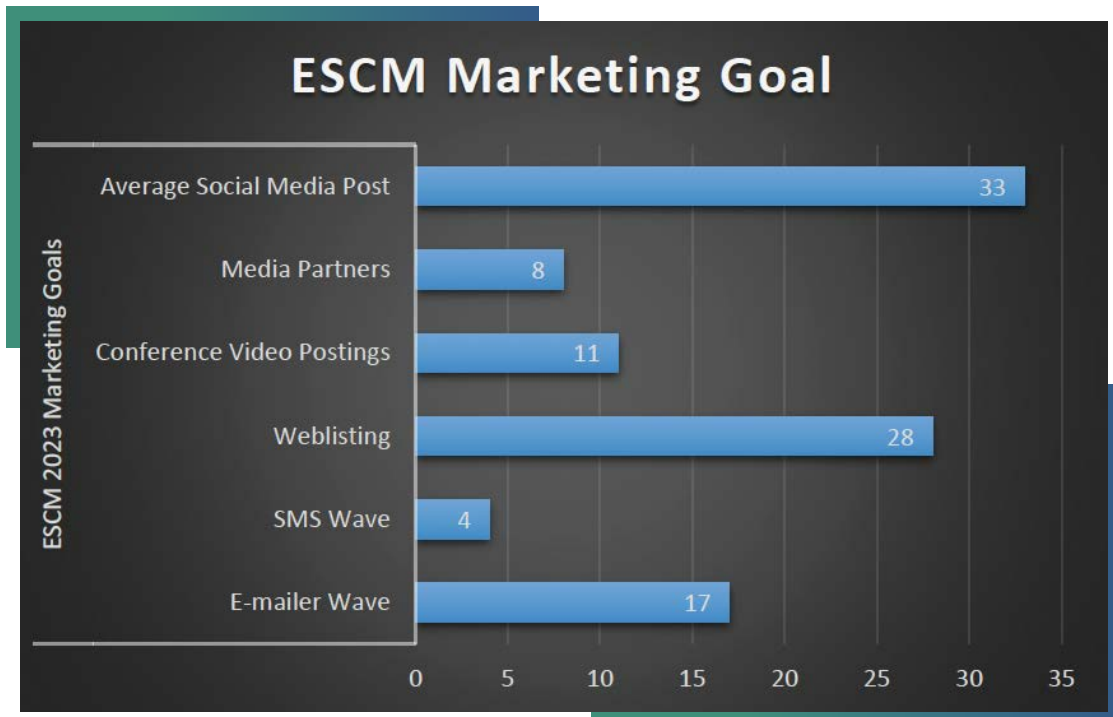 ESCM Marketing Goal
ESCM 2023 Marketing Goals
Average Social Media Post 33
Media Partners 8
Conference Video Postings 11
Weblisting 28
SMS Wave 4
E-mailer Wave 17
0 5 10 15 20 25 30 35